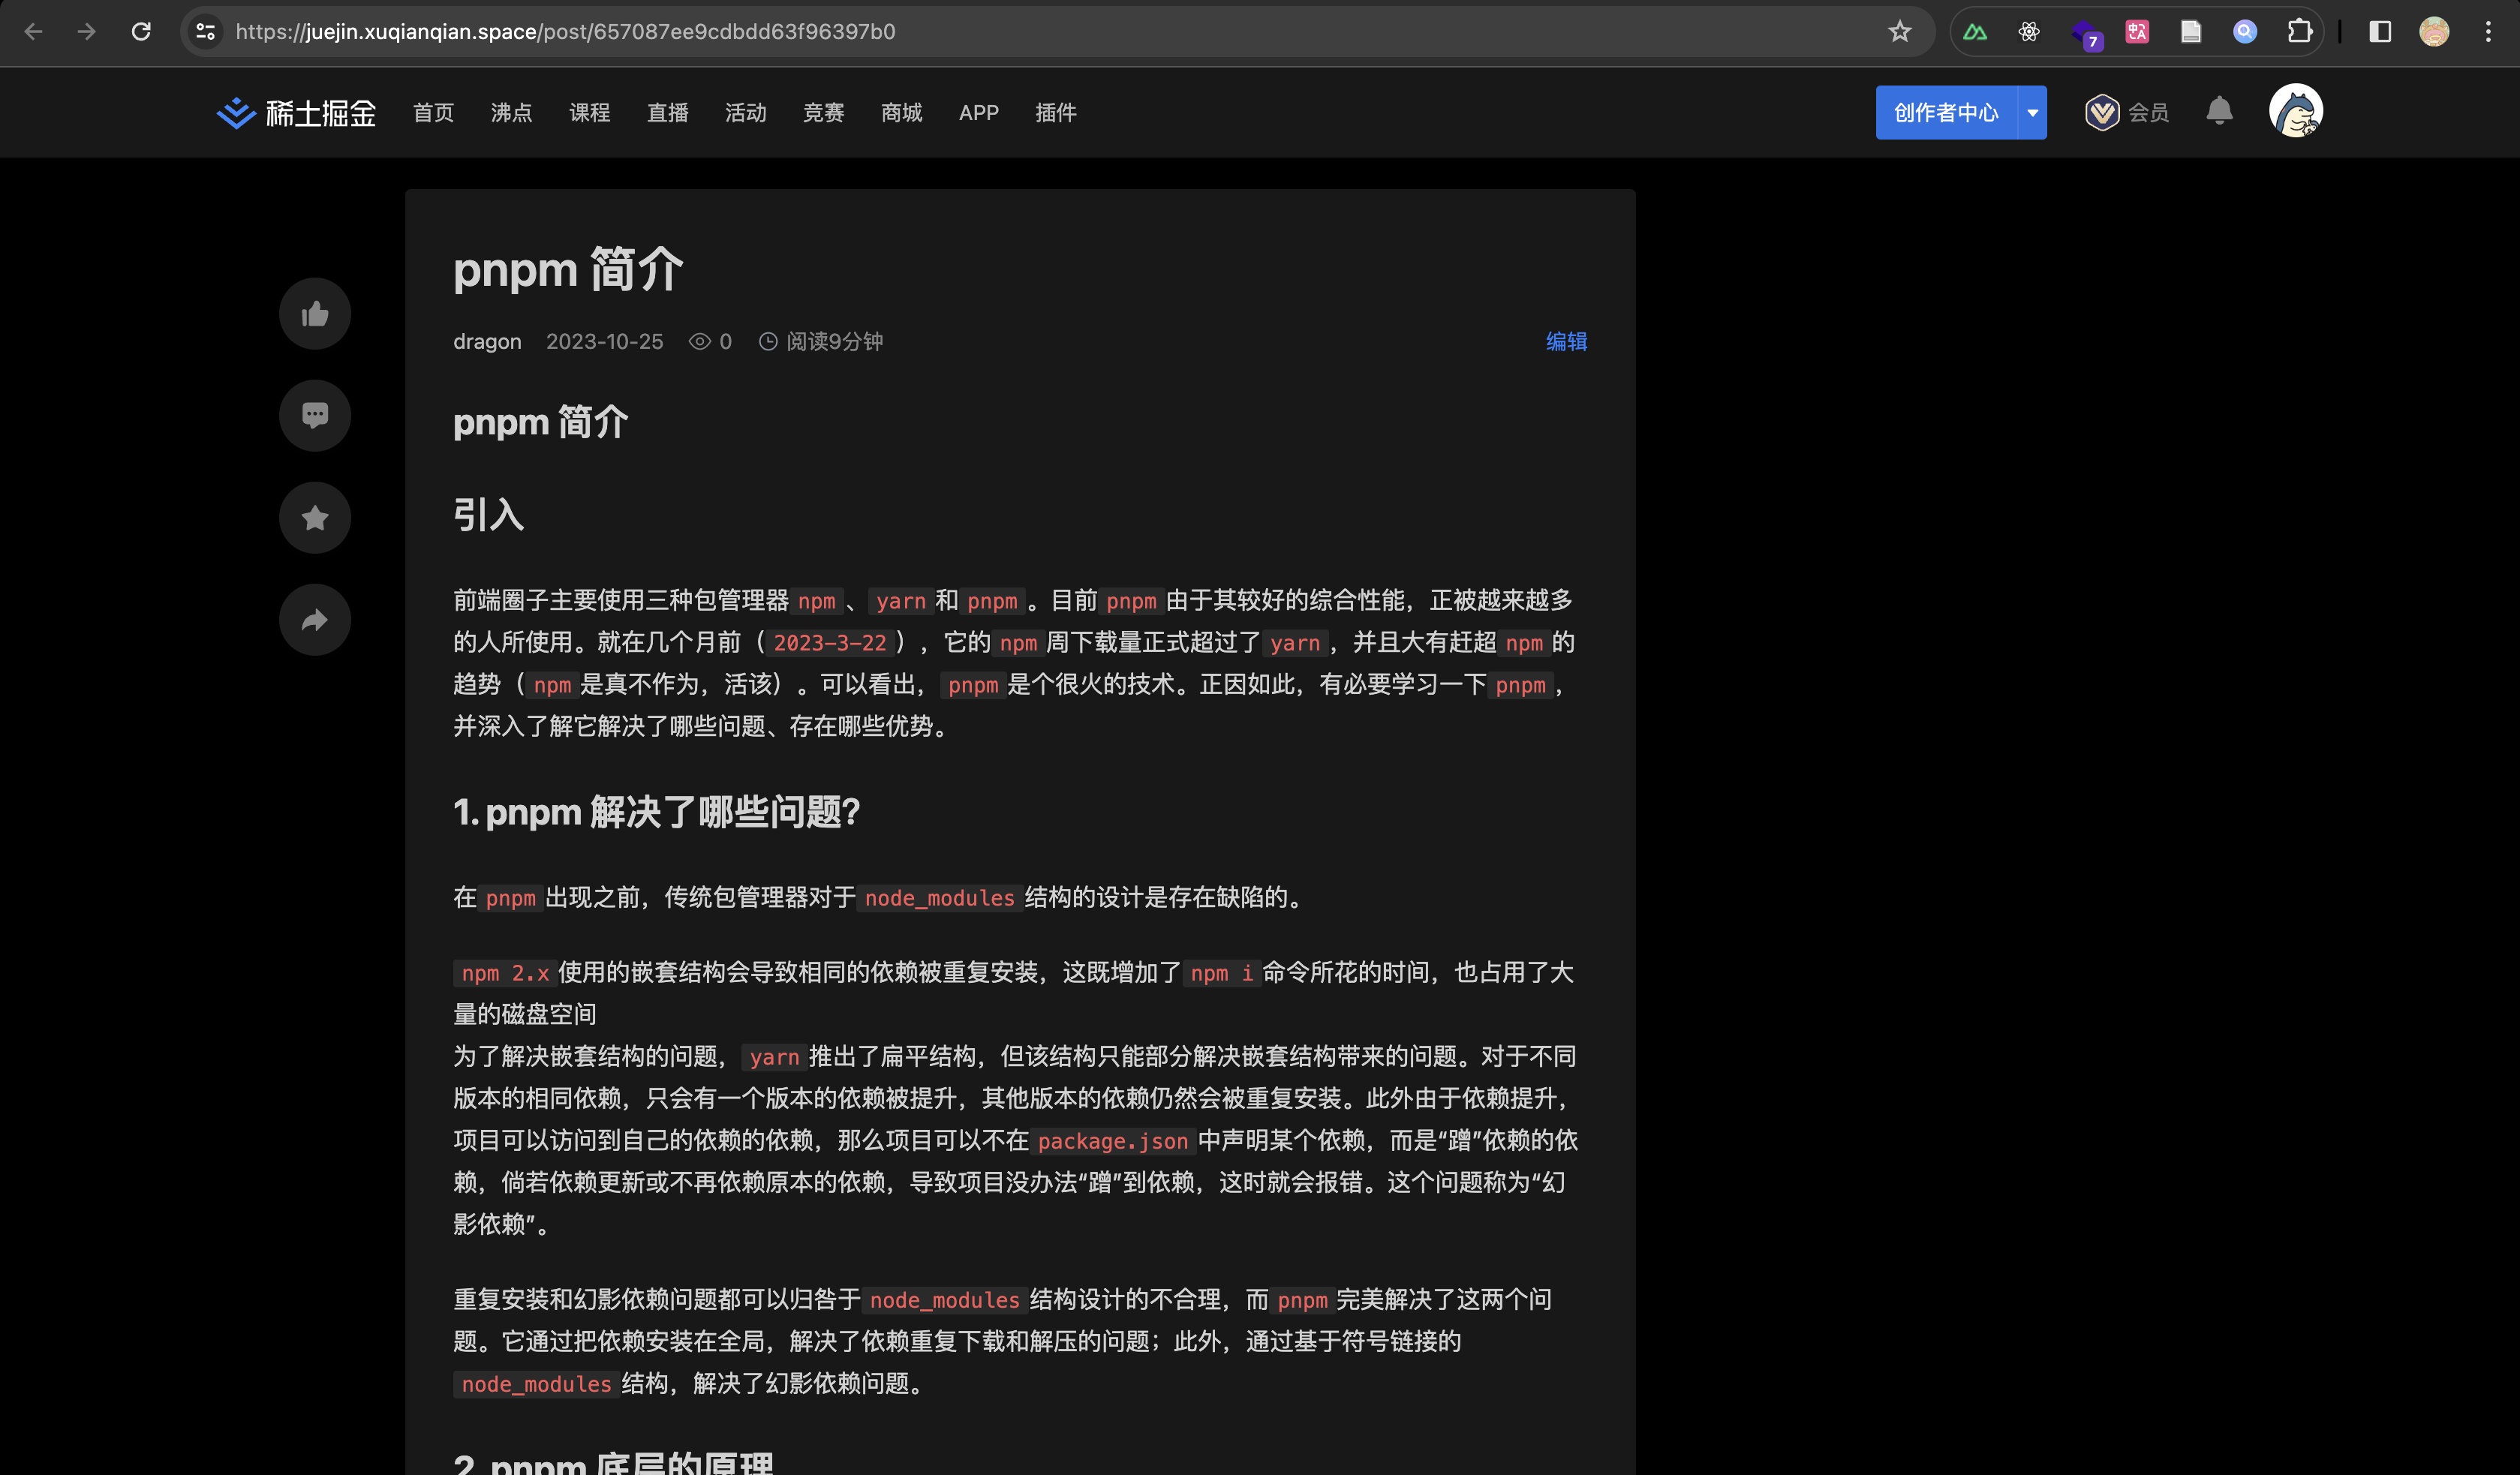 https://juejin.xuqianqian.space/post/657087ee9cdbdd63f96397b0
7
中A
稀土掘金
首页 沸点 课程 直播 活动 竞赛 商城 APP 插件
创作者中心
会员
pnpm 简介
dragon 2023-10-25 0 阅读9分钟
编辑
pnpm 简介
引入
前端圈子主要使用三种包管理器 npm 、 yarn 和 pnpm 。目前 pnpm 由于其较好的综合性能，正被越来越多
的人所使用。就在几个月前（ 2023-3-22 ），它的 npm 周下载量正式超过了 yarn ，并且大有赶超 npm 的
趋势（ npm 是真不作为，活该）。可以看出， pnpm 是个很火的技术。正因如此，有必要学习一下 pnpm ，
并深入了解它解决了哪些问题、存在哪些优势。
1. pnpm 解决了哪些问题?
在 pnpm 出现之前，传统包管理器对于 node_modules 结构的设计是存在缺陷的。
npm 2.x 使用的嵌套结构会导致相同的依赖被重复安装，这既增加了 npm i 命令所花的时间，也占用了大
量的磁盘空间
为了解决嵌套结构的问题， yarn 推出了扁平结构，但该结构只能部分解决嵌套结构带来的问题。对于不同
版本的相同依赖，只会有一个版本的依赖被提升，其他版本的依赖仍然会被重复安装。此外由于依赖提升，
项目可以访问到自己的依赖的依赖，那么项目可以不在 package.json 中声明某个依赖，而是“蹭”依赖的依
赖，倘若依赖更新或不再依赖原本的依赖，导致项目没办法“蹭”到依赖，这时就会报错。这个问题称为“幻
影依赖”。
重复安装和幻影依赖问题都可以归咎于 node_modules 结构设计的不合理，而 pnpm 完美解决了这两个问
题。它通过把依赖安装在全局，解决了依赖重复下载和解压的问题；此外，通过基于符号链接的
node_modules 结构，解决了幻影依赖问题。
2. pnpm 底层的原理